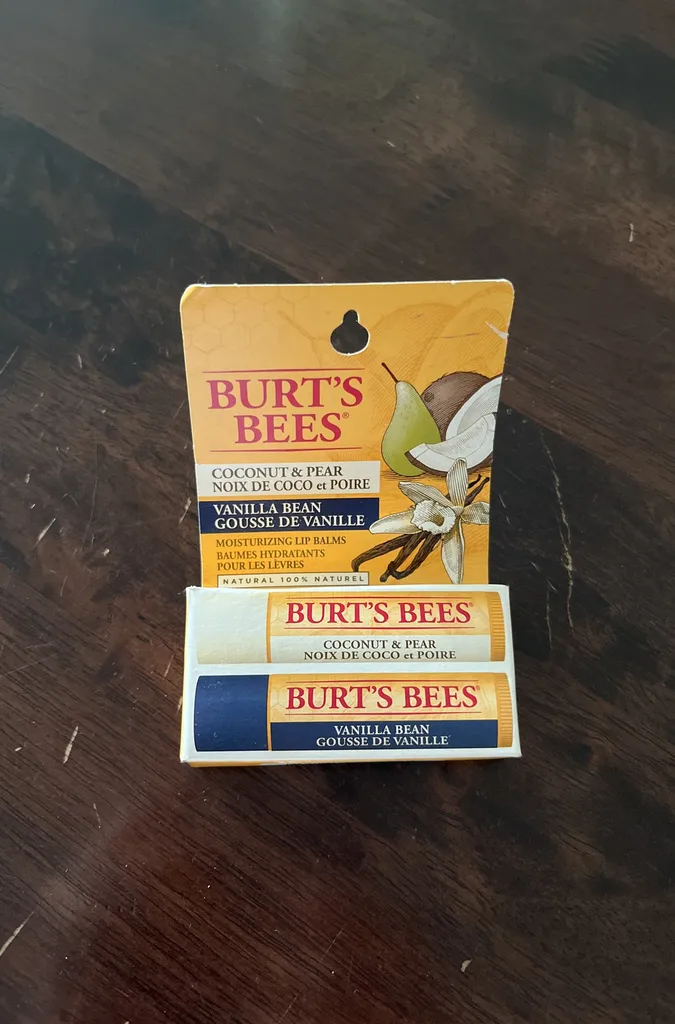 BURT'S
BEES®
COCONUT & PEAR
NOIX DE COCO et POIRE
VANILLA BEAN
GOUSSE DE VANILLE
MOISTURIZING LIP BALMS
BAUMES HYDRATANTS
POUR LES LÈVRES
NATURAL 100% NATUREL
BURT'S BEES®
COCONUT & PEAR
NOIX DE COCO et POIRE
BURT'S BEES®
VANILLA BEAN
GOUSSE DE VANILLE